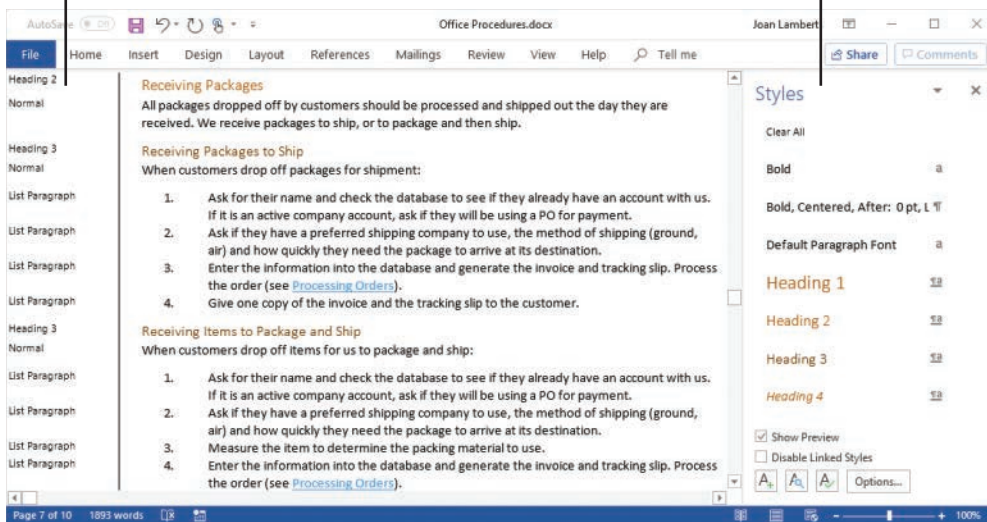 AutoSave Off Office Procedures.docx Joan Lambert
File Home Insert Design Layout References Mailings Review View Help Tell me Share Comments
Heading 2
Normal
Heading 3
Normal
List Paragraph
List Paragraph
List Paragraph
List Paragraph
Heading 3
Normal
List Paragraph
List Paragraph
List Paragraph
List Paragraph
Receiving Packages
All packages dropped off by customers should be processed and shipped out the day they are
received. We receive packages to ship, or to package and then ship.
Receiving Packages to Ship
When customers drop off packages for shipment:
1. Ask for their name and check the database to see if they already have an account with us.
If it is an active company account, ask if they will be using a PO for payment.
2. Ask if they have a preferred shipping company to use, the method of shipping (ground,
air) and how quickly they need the package to arrive at its destination.
3. Enter the information into the database and generate the invoice and tracking slip. Process
the order (see Processing Orders).
4. Give one copy of the invoice and the tracking slip to the customer.
Receiving Items to Package and Ship
When customers drop off items for us to package and ship:
1. Ask for their name and check the database to see if they already have an account with us.
If it is an active company account, ask if they will be using a PO for payment.
2. Ask if they have a preferred shipping company to use, the method of shipping (ground,
air) and how quickly they need the package to arrive at its destination.
3. Measure the item to determine the packing material to use.
4. Enter the information into the database and generate the invoice and tracking slip. Process
the order (see Processing Orders).
Styles
Clear All
Bold a
Bold, Centered, After: 0 pt, L ¶
Default Paragraph Font a
Heading 1 ¶a
Heading 2 ¶a
Heading 3 ¶a
Heading 4 ¶a
Show Preview
Disable Linked Styles
Options...
Page 7 of 10 1893 words 100%